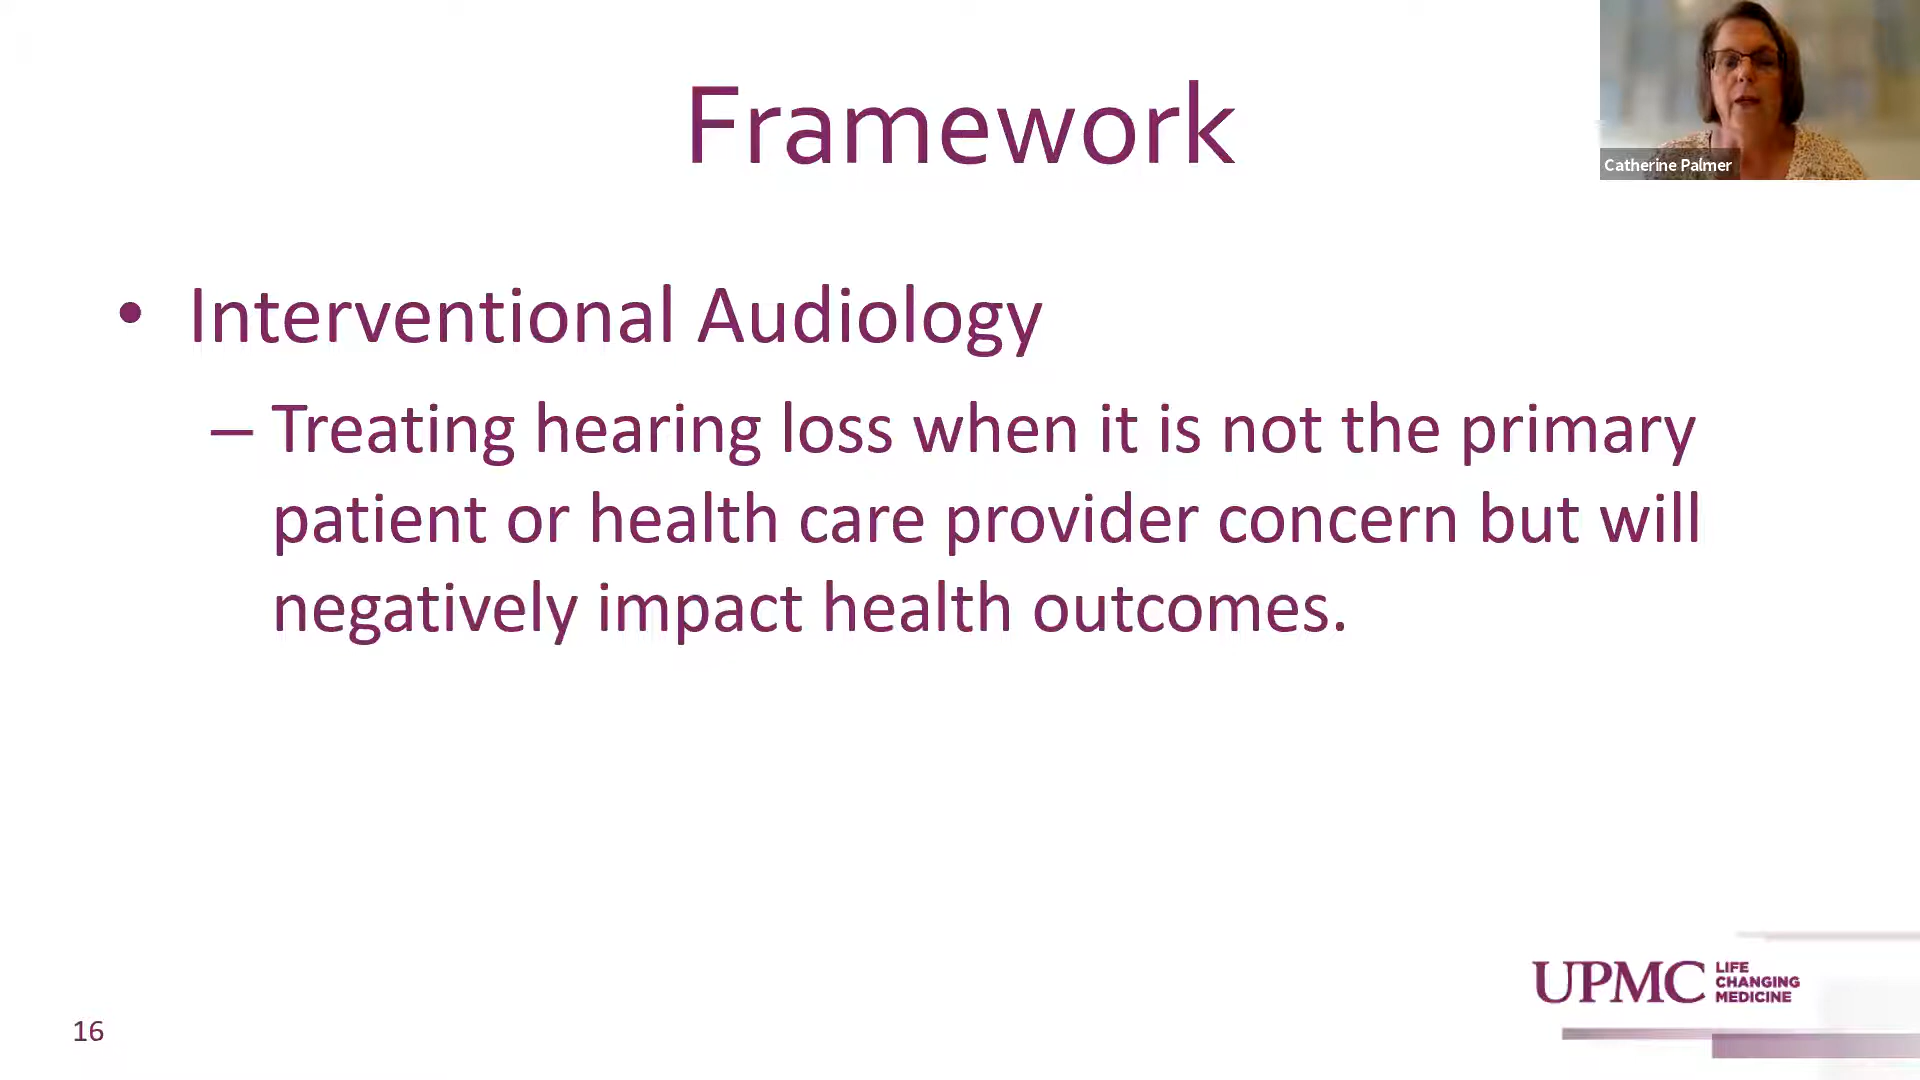 Framework
Catherine Palmer
• Interventional Audiology
– Treating hearing loss when it is not the primary
patient or health care provider concern but will
negatively impact health outcomes.
UPMC
LIFE
CHANGING
MEDICINE
16